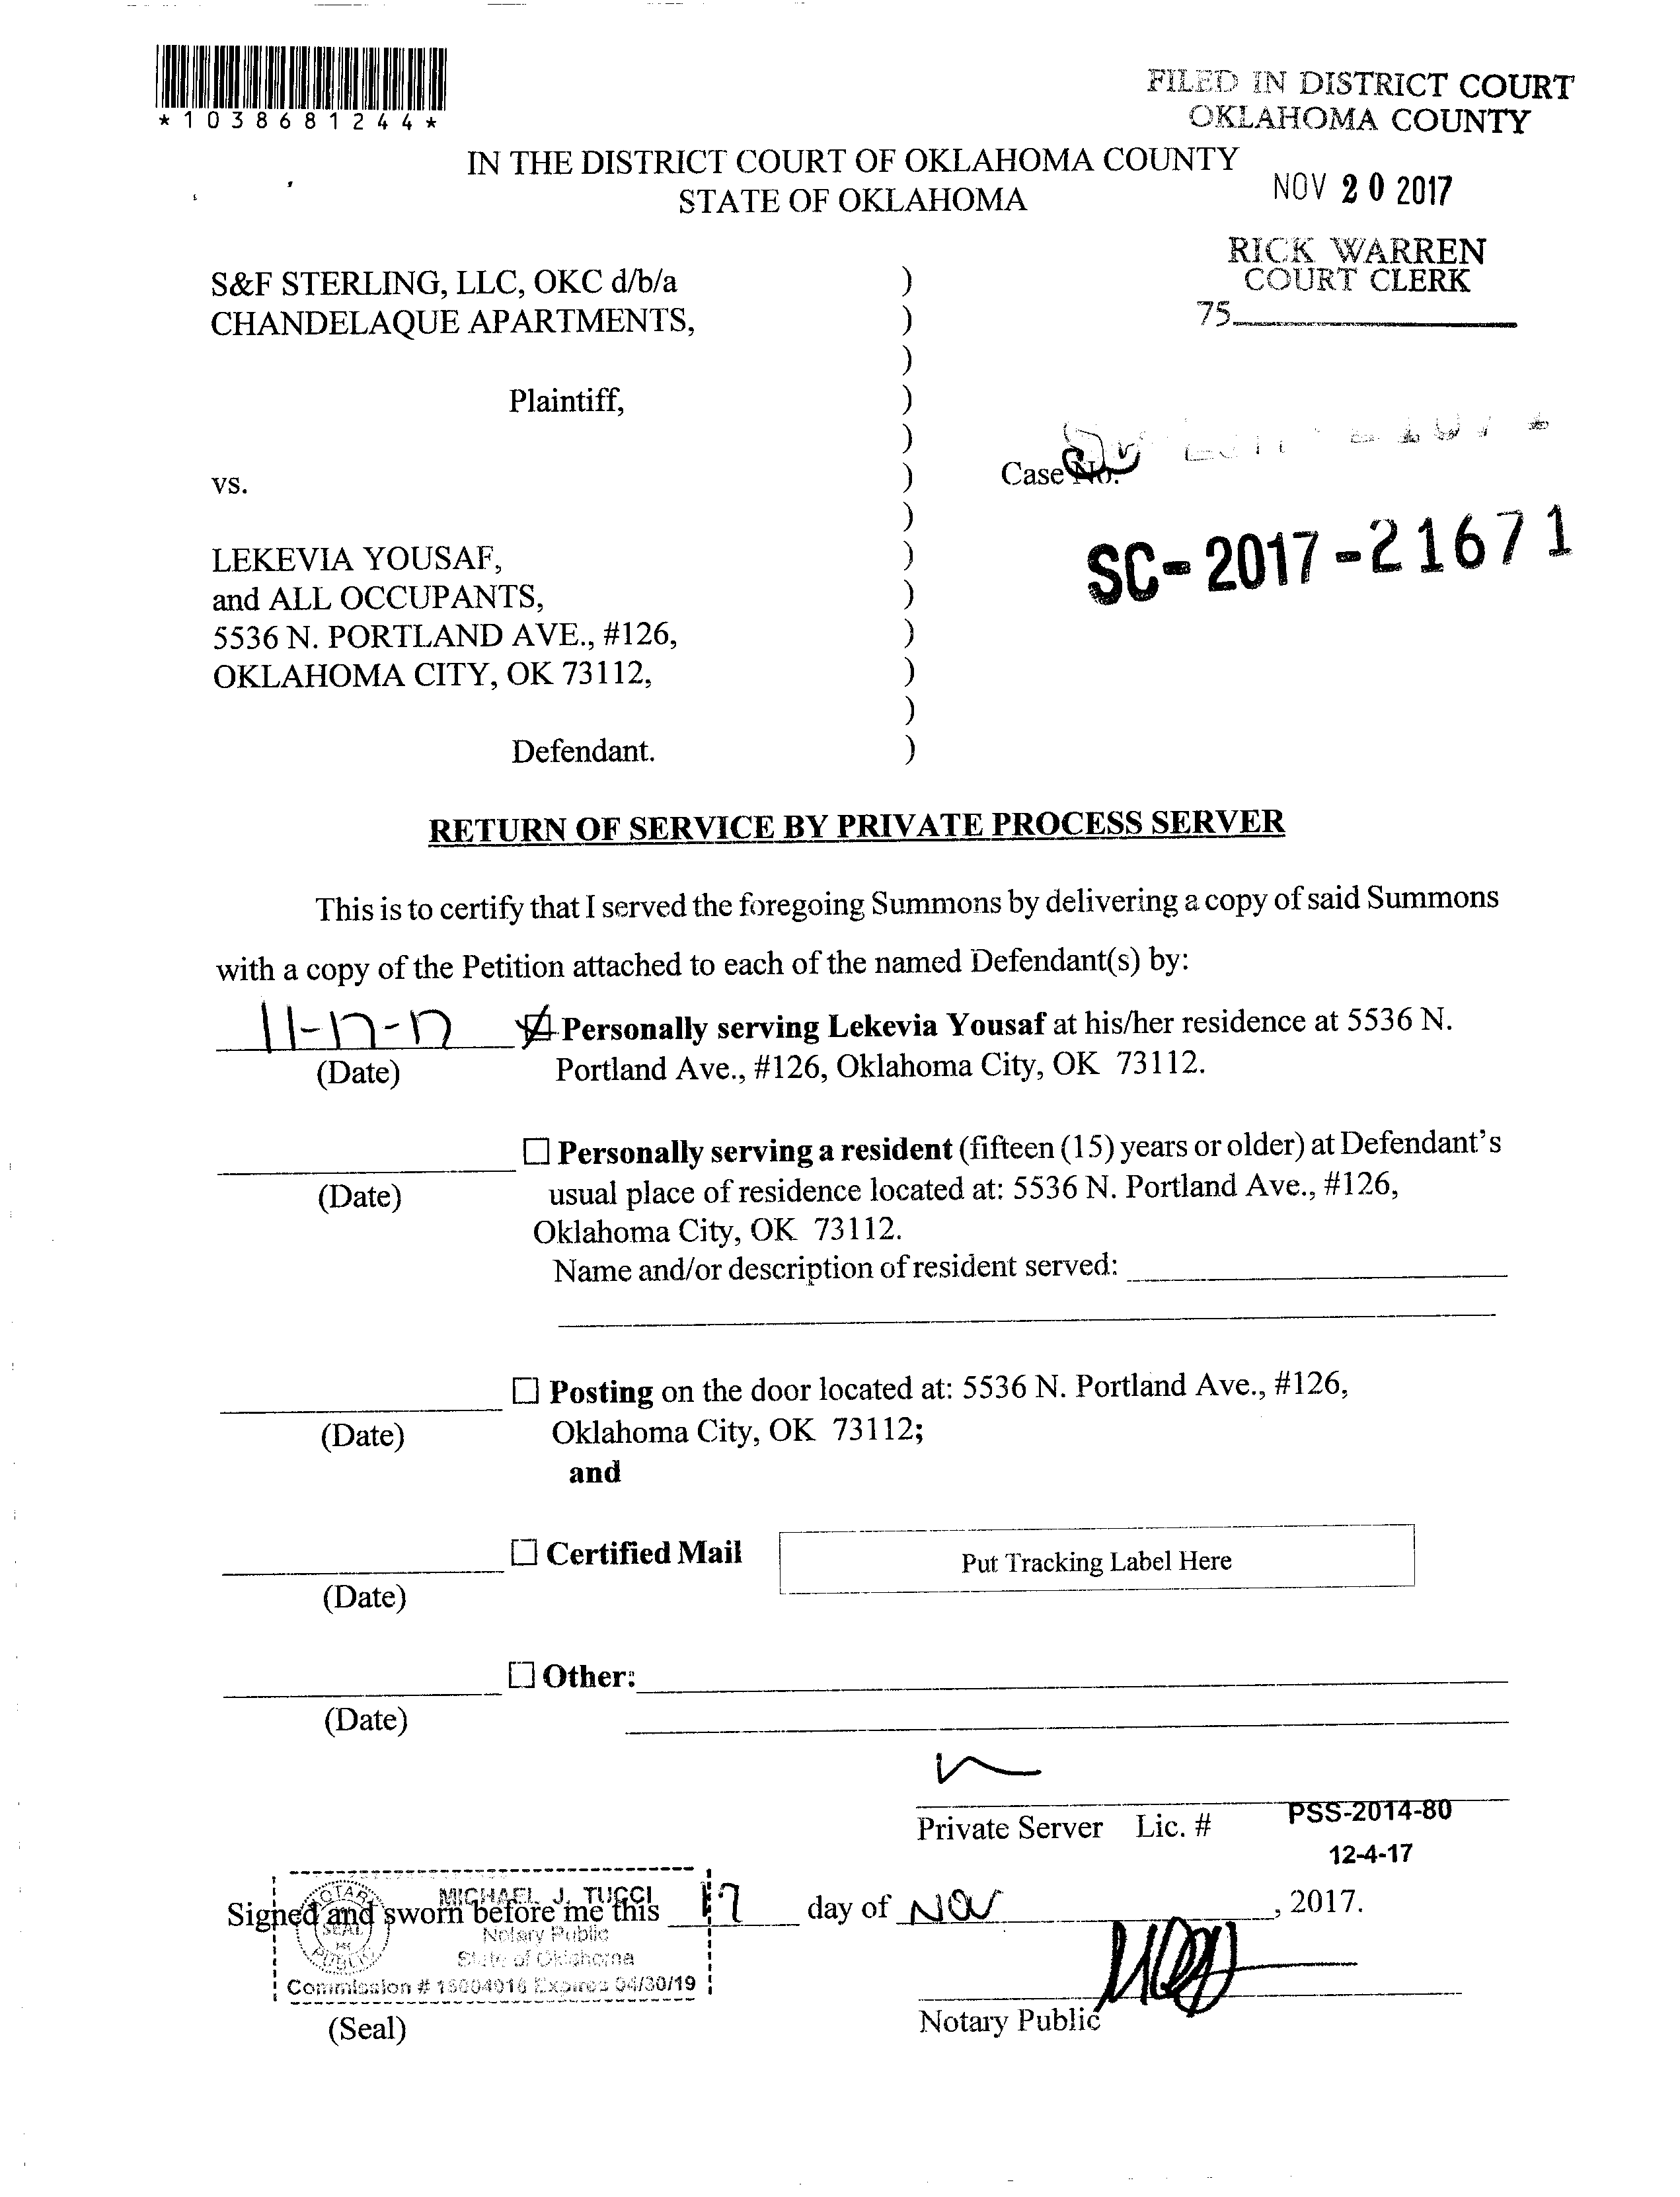 *1038681244*
FILED IN DISTRICT COURT
OKLAHOMA COUNTY
IN THE DISTRICT COURT OF OKLAHOMA COUNTY
STATE OF OKLAHOMA
NOV 20 2017
RICK WARREN
COURT CLERK
75
S&F STERLING, LLC, OKC d/b/a )
CHANDELAQUE APARTMENTS, )
)
Plaintiff, )
)
vs. ) Case No.
)
SC-2017-21671
LEKEVIA YOUSAF, )
and ALL OCCUPANTS, )
5536 N. PORTLAND AVE., #126, )
OKLAHOMA CITY, OK 73112, )
)
Defendant. )
RETURN OF SERVICE BY PRIVATE PROCESS SERVER
This is to certify that I served the foregoing Summons by delivering a copy of said Summons
with a copy of the Petition attached to each of the named Defendant(s) by:
11-17-17 Personally serving Lekevia Yousaf at his/her residence at 5536 N.
(Date) Portland Ave., #126, Oklahoma City, OK 73112.
Personally serving a resident (fifteen (15) years or older) at Defendant's
(Date) usual place of residence located at: 5536 N. Portland Ave., #126,
Oklahoma City, OK 73112.
Name and/or description of resident served:
Posting on the door located at: 5536 N. Portland Ave., #126,
(Date) Oklahoma City, OK 73112;
and
Certified Mail Put Tracking Label Here
(Date)
Other:
(Date)
Private Server Lic. # PSS-2014-80
12-4-17
Signed and sworn before me this 17 day of Nov, 2017.
MICHAEL J. TUCCI
NOTARY PUBLIC SEAL
Notary Public
State of Oklahoma
Commission # 15004016 Expires 04/30/19
(Seal)
Notary Public